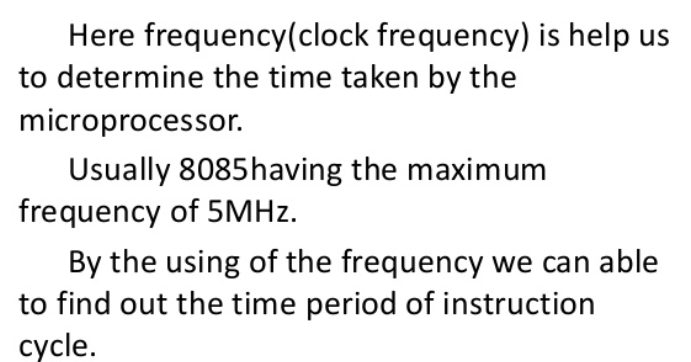 Here frequency(clock frequency) is help us
to determine the time taken by the
microprocessor.
Usually 8085having the maximum
frequency of 5MHz.
By the using of the frequency we can able
to find out the time period of instruction
cycle.